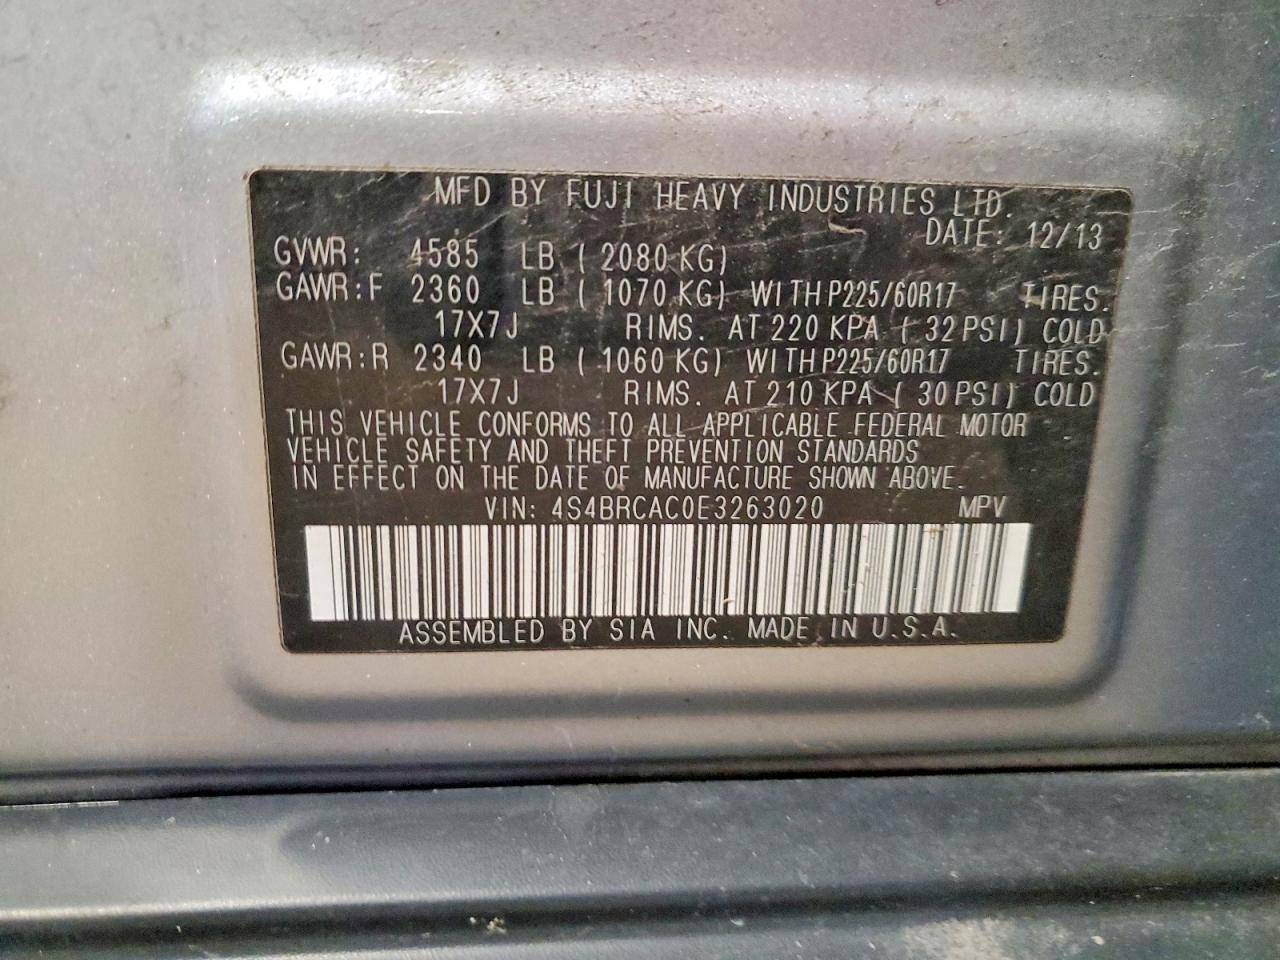 MFD BY FUJI HEAVY INDUSTRIES LTD.
DATE: 12/13
GVWR: 4585 LB ( 2080 KG)
GAWR:F 2360 LB ( 1070 KG) WITH P225/60R17 TIRES.
17X7J RIMS. AT 220 KPA ( 32 PSI) COLD
GAWR:R 2340 LB ( 1060 KG) WITH P225/60R17 TIRES.
17X7J RIMS. AT 210 KPA ( 30 PSI) COLD
THIS VEHICLE CONFORMS TO ALL APPLICABLE FEDERAL MOTOR
VEHICLE SAFETY AND THEFT PREVENTION STANDARDS
IN EFFECT ON THE DATE OF MANUFACTURE SHOWN ABOVE.
VIN: 4S4BRCAC0E3263020 MPV
ASSEMBLED BY SIA INC. MADE IN U.S.A.